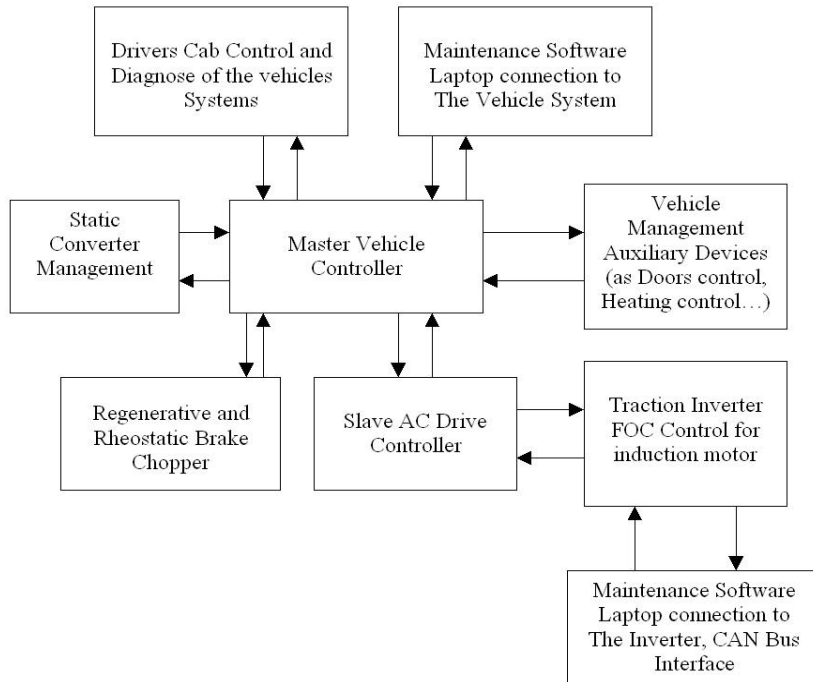 Drivers Cab Control and
Diagnose of the vehicles
Systems
Maintenance Software
Laptop connection to
The Vehicle System
Static
Converter
Management
Master Vehicle
Controller
Vehicle
Management
Auxiliary Devices
(as Doors control,
Heating control…)
Regenerative and
Rheostatic Brake
Chopper
Slave AC Drive
Controller
Traction Inverter
FOC Control for
induction motor
Maintenance Software
Laptop connection to
The Inverter, CAN Bus
Interface